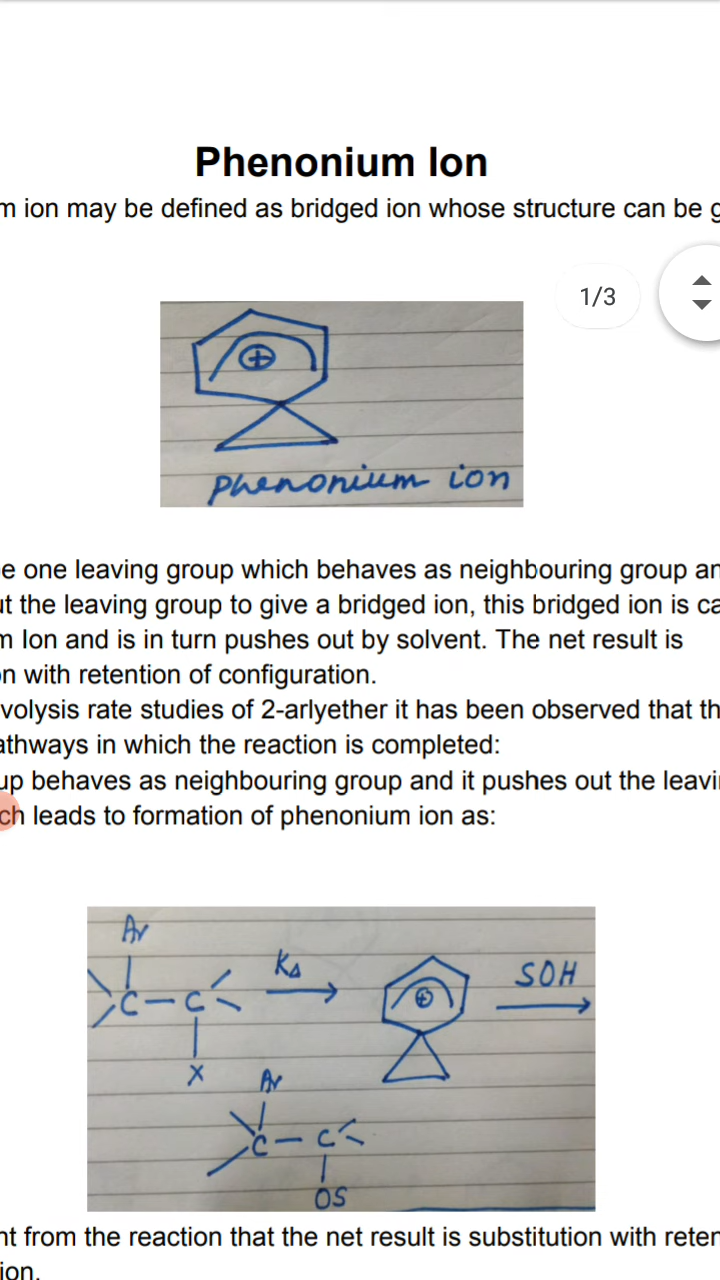 Phenonium Ion
m ion may be defined as bridged ion whose structure can be g
1/3
⊕
phenonium ion
e one leaving group which behaves as neighbouring group an
ut the leaving group to give a bridged ion, this bridged ion is ca
m Ion and is in turn pushes out by solvent. The net result is
on with retention of configuration.
volysis rate studies of 2-arlyether it has been observed that th
athways in which the reaction is completed:
up behaves as neighbouring group and it pushes out the leavi
ch leads to formation of phenonium ion as:
Ar
C-C
X
KΔ
⊕
SOH
Ar
C-C
OS
nt from the reaction that the net result is substitution with reten
ion.